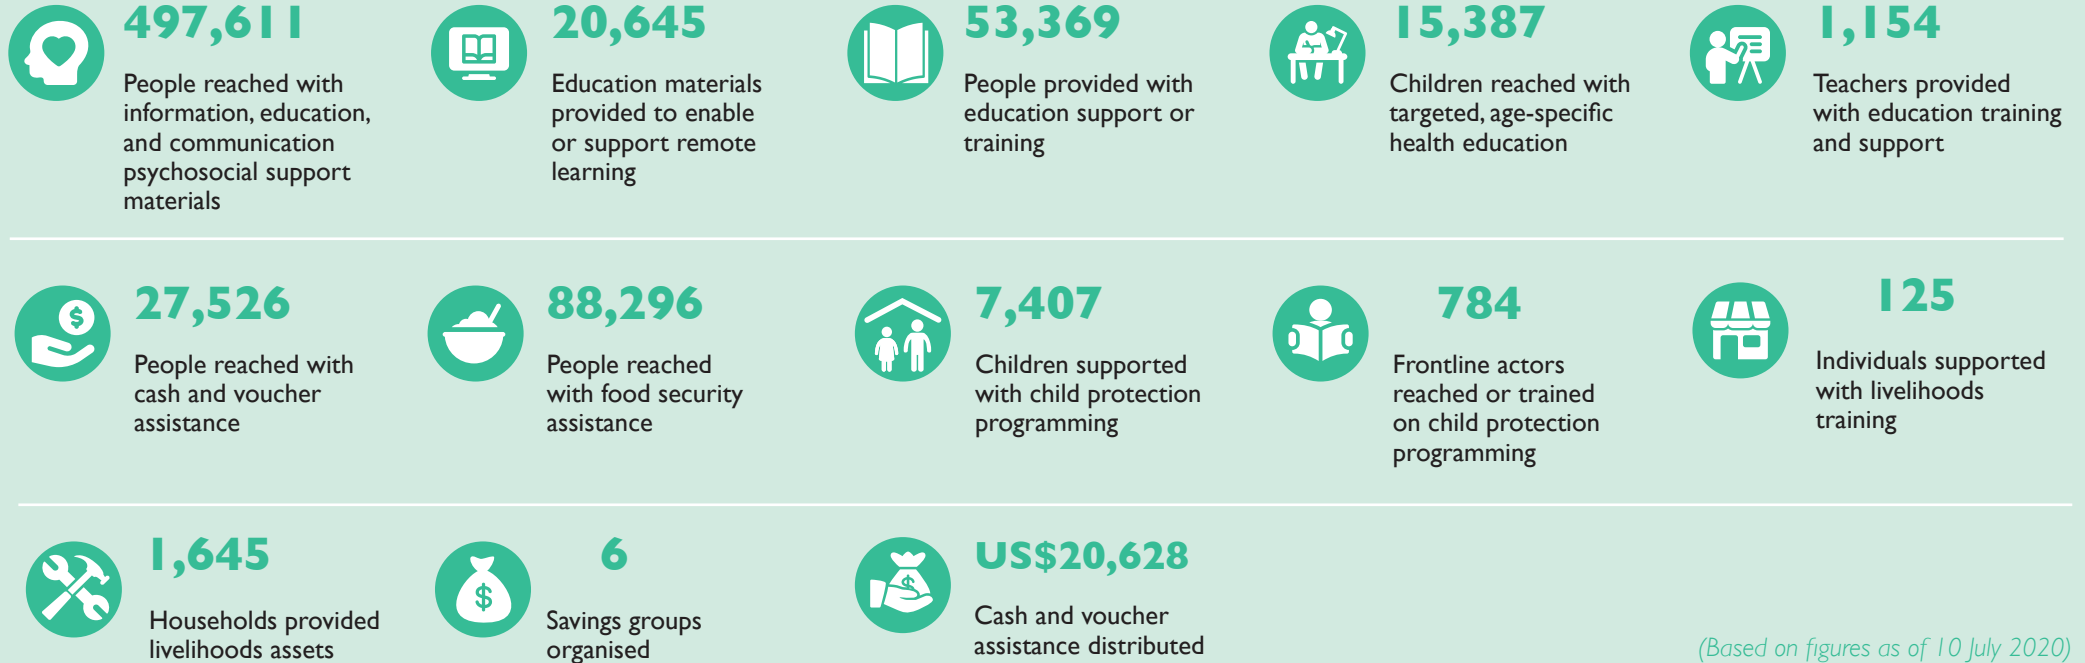 497,611
People reached with
information, education,
and communication
psychosocial support
materials
20,645
Education materials
provided to enable
or support remote
learning
53,369
People provided with
education support or
training
15,387
Children reached with
targeted, age-specific
health education
1,154
Teachers provided
with education training
and support
27,526
People reached with
cash and voucher
assistance
88,296
People reached
with food security
assistance
7,407
Children supported
with child protection
programming
784
Frontline actors
reached or trained
on child protection
programming
125
Individuals supported
with livelihoods
training
1,645
Households provided
livelihoods assets
6
Savings groups
organised
US$20,628
Cash and voucher
assistance distributed
(Based on figures as of 10 July 2020)